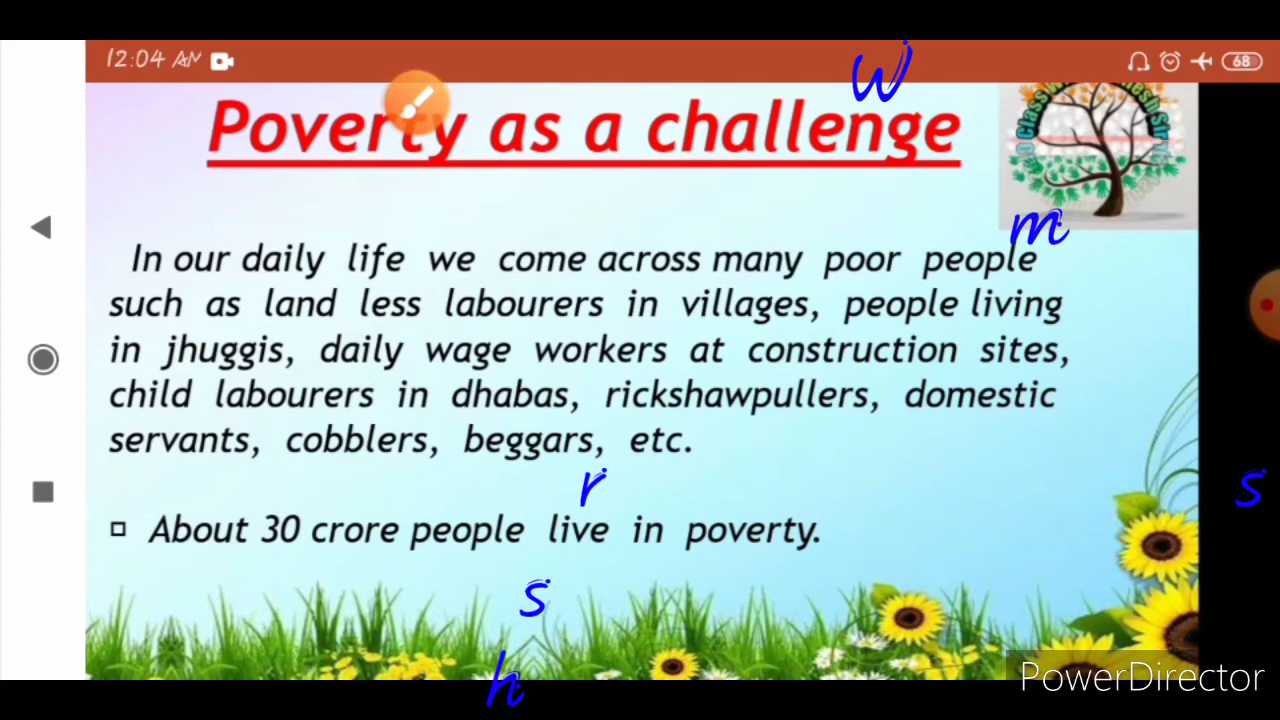 12:04 AM
68
W
Poverty as a challenge
m
In our daily life we come across many poor people
such as land less labourers in villages, people living
in jhuggis, daily wage workers at construction sites,
child labourers in dhabas, rickshawpullers, domestic
servants, cobblers, beggars, etc.
r
s
About 30 crore people live in poverty.
s
h
PowerDirector